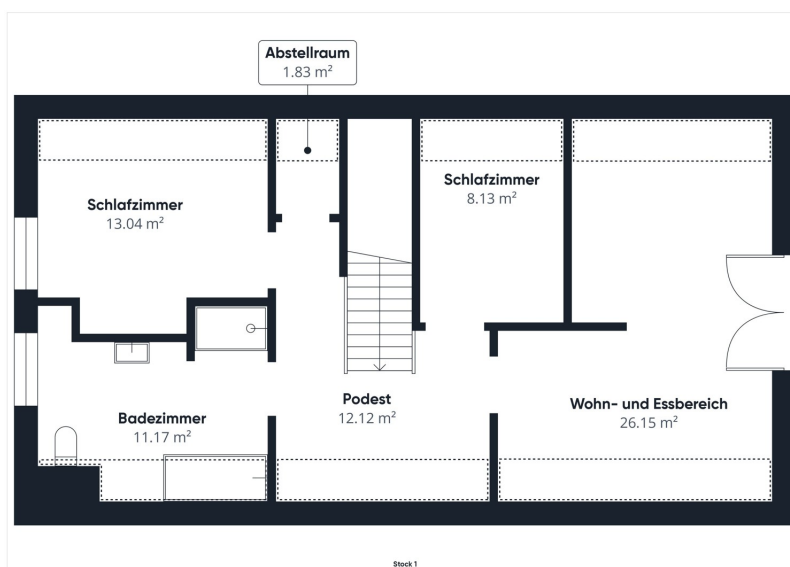 Abstellraum
1.83 m²
Schlafzimmer
13.04 m²
Schlafzimmer
8.13 m²
Podest
12.12 m²
Wohn- und Essbereich
26.15 m²
Badezimmer
11.17 m²
Stock 1